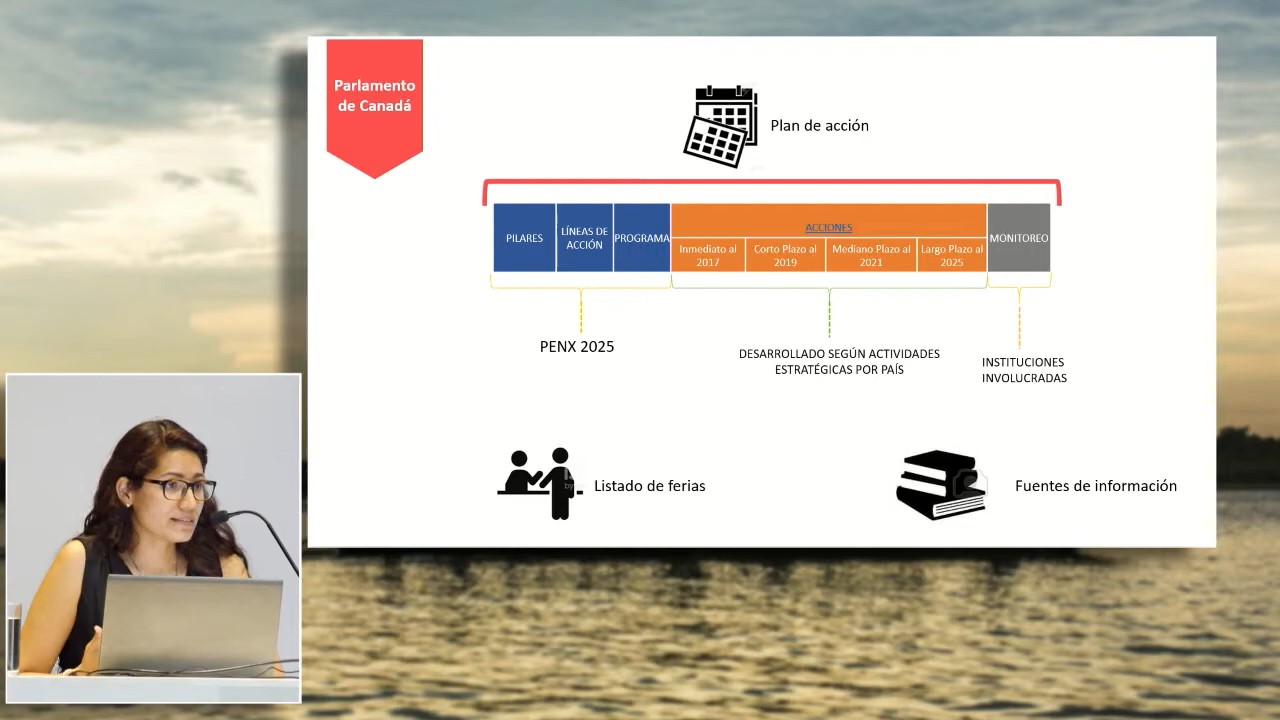 Parlamento
de Canadá
Plan de acción
PILARES
LÍNEAS DE
ACCIÓN
PROGRAMA
ACCIONES
Inmediato al
2017
Corto Plazo al
2019
Mediano Plazo al
2021
Largo Plazo al
2025
MONITOREO
PENX 2025
DESARROLLADO SEGÚN ACTIVIDADES
ESTRATÉGICAS POR PAÍS
INSTITUCIONES
INVOLUCRADAS
Listado de ferias
Fuentes de información